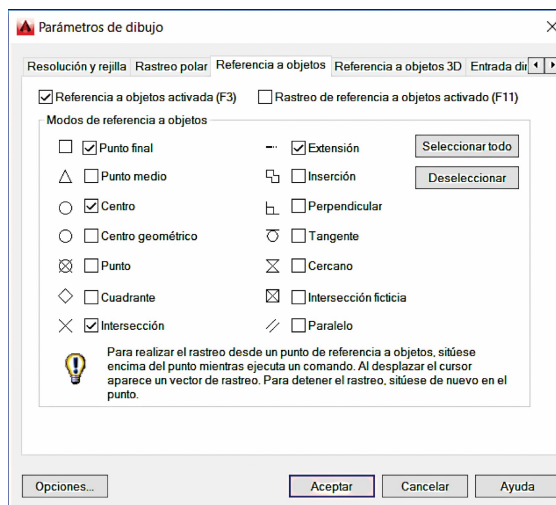 Parámetros de dibujo
Resolución y rejilla Rastreo polar Referencia a objetos Referencia a objetos 3D Entrada din
Referencia a objetos activada (F3) Rastreo de referencia a objetos activado (F11)
Modos de referencia a objetos
Punto final Extensión Seleccionar todo
Punto medio Inserción Deseleccionar
Centro Perpendicular
Centro geométrico Tangente
Punto Cercano
Cuadrante Intersección ficticia
Intersección Paralelo
Para realizar el rastreo desde un punto de referencia a objetos, sitúese
encima del punto mientras ejecuta un comando. Al desplazar el cursor
aparece un vector de rastreo. Para detener el rastreo, sitúese de nuevo en el
punto.
Opciones... Aceptar Cancelar Ayuda